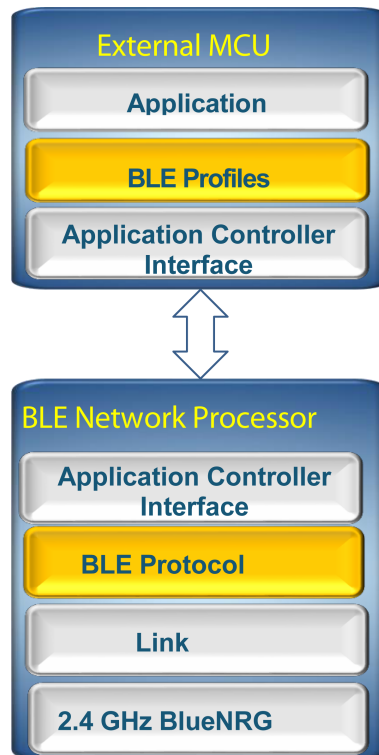 External MCU
Application
BLE Profiles
Application Controller
Interface
BLE Network Processor
Application Controller
Interface
BLE Protocol
Link
2.4 GHz BlueNRG